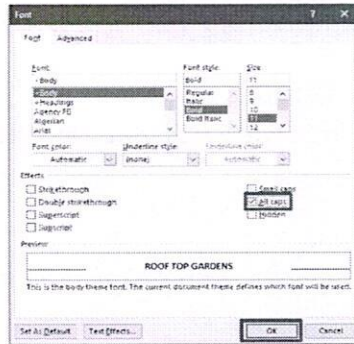 Font ? X
Font Advanced
Font: Font style: Size:
+Body Bold 11
+Body Regular 8
+Headings Italic 9
Agency FB Bold 10
Algerian Bold Italic 11
Arial 12
Font color: Underline style: Underline color:
Automatic (none) Automatic
Effects
Strikethrough Small caps
Double strikethrough All caps
Superscript Hidden
Subscript
Preview
ROOF TOP GARDENS
This is the body theme font. The current document theme defines which font will be used.
Set As Default Text Effects... OK Cancel